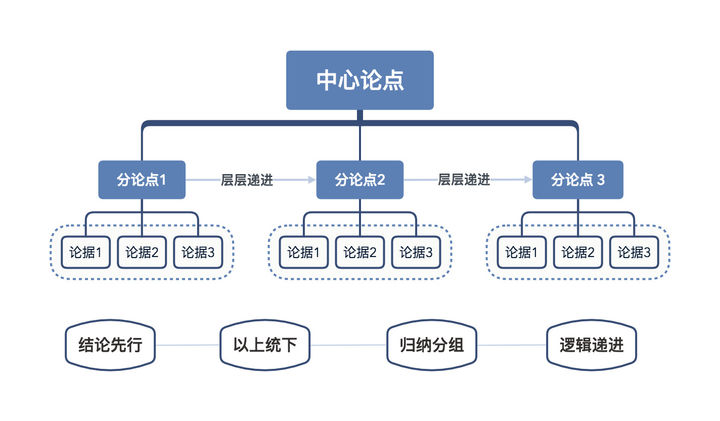 中心论点
分论点1
层层递进
分论点2
层层递进
分论点 3
论据1
论据2
论据3
论据1
论据2
论据3
论据1
论据2
论据3
结论先行
以上统下
归纳分组
逻辑递进